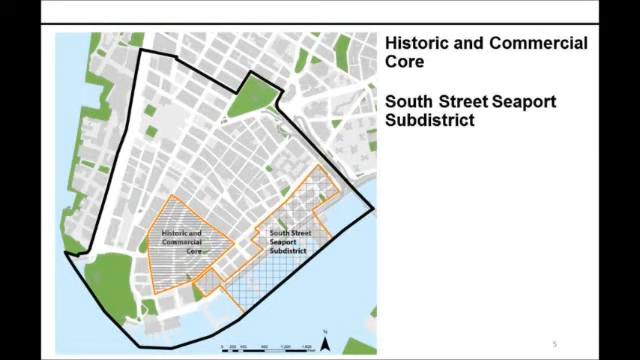 Historic and Commercial
Core
South Street Seaport
Subdistrict
Historic and
Commercial
Core
South Street
Seaport
Subdistrict
N
5